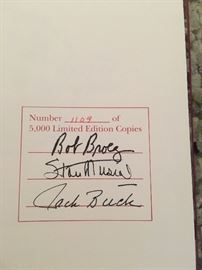 Number 1109 of
5,000 Limited Edition Copies
Bob Broeg
Stan Musial
Jack Buck